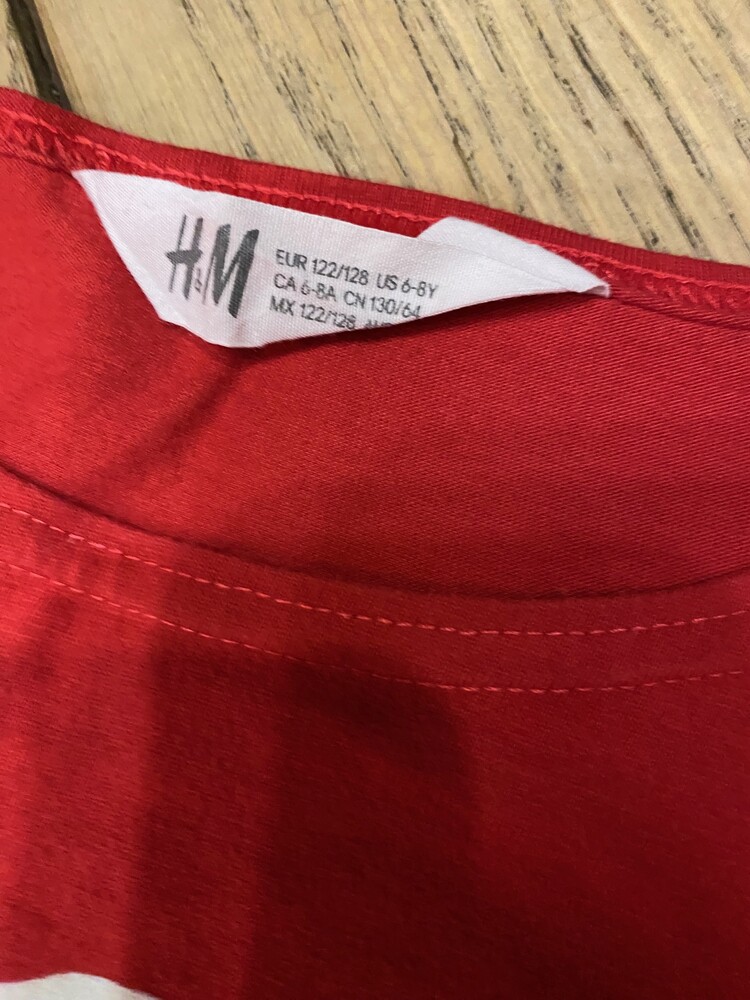 H&M
EUR 122/128 US 6-8Y
CA 6-8A CN 130/64
MX 122/128